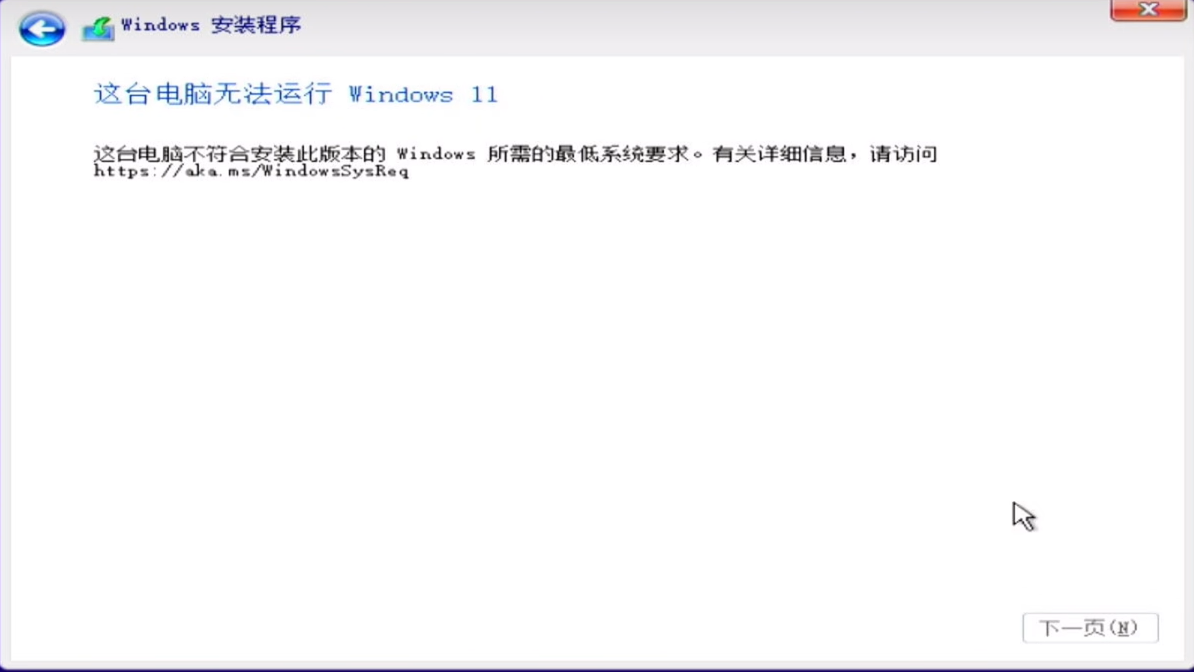 Windows 安装程序
这台电脑无法运行 Windows 11
这台电脑不符合安装此版本的 Windows 所需的最低系统要求。有关详细信息，请访问
https://aka.ms/WindowsSysReq
下一页(N)